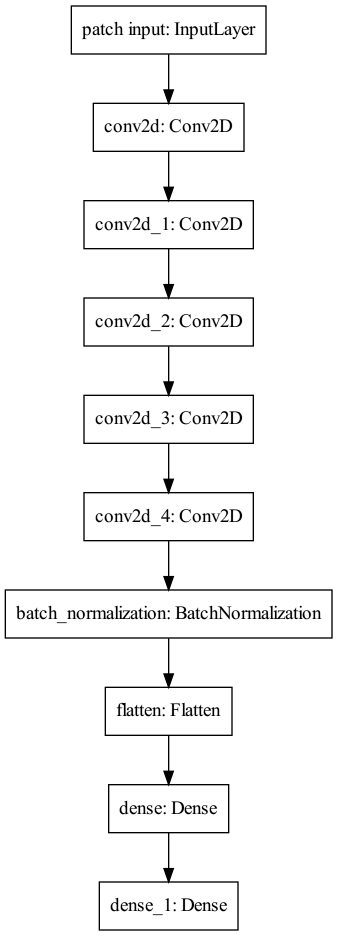 patch input: InputLayer
conv2d: Conv2D
conv2d_1: Conv2D
conv2d_2: Conv2D
conv2d_3: Conv2D
conv2d_4: Conv2D
batch_normalization: BatchNormalization
flatten: Flatten
dense: Dense
dense_1: Dense